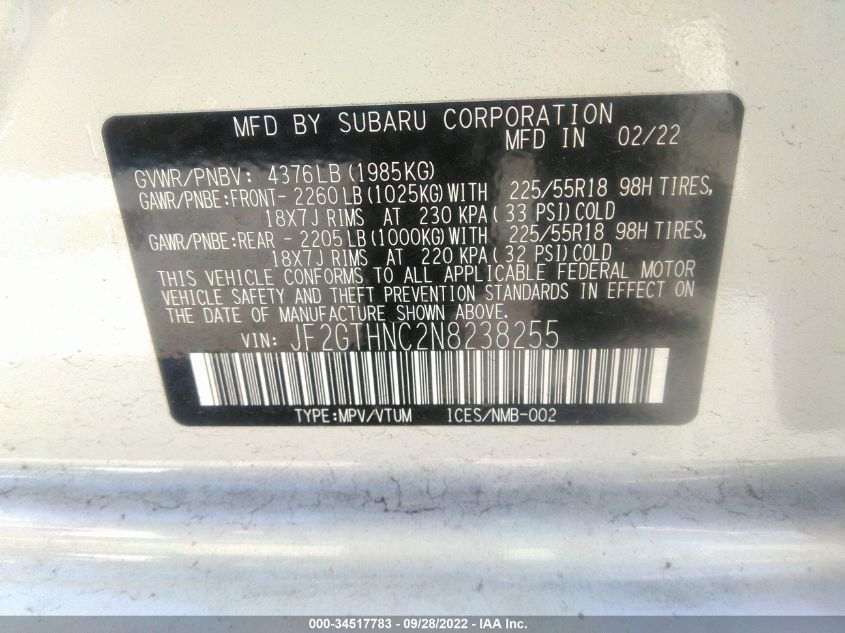 MFD BY SUBARU CORPORATION
MFD IN 02/22
GVWR/PNBV: 4376LB (1985KG)
GAWR/PNBE:FRONT- 2260 LB (1025KG) WITH 225/55R18 98H TIRES,
18X7J RIMS AT 230 KPA ( 33 PSI) COLD
GAWR/PNBE:REAR - 2205 LB (1000KG) WITH 225/55R18 98H TIRES,
18X7J RIMS AT 220 KPA ( 32 PSI) COLD
THIS VEHICLE CONFORMS TO ALL APPLICABLE FEDERAL MOTOR
VEHICLE SAFETY AND THEFT PREVENTION STANDARDS IN EFFECT ON
THE DATE OF MANUFACTURE SHOWN ABOVE.
VIN: JF2GTHNC2N8238255
TYPE:MPV/VTUM ICES/NMB-002
000-34517783 - 09/28/2022 - IAA Inc.